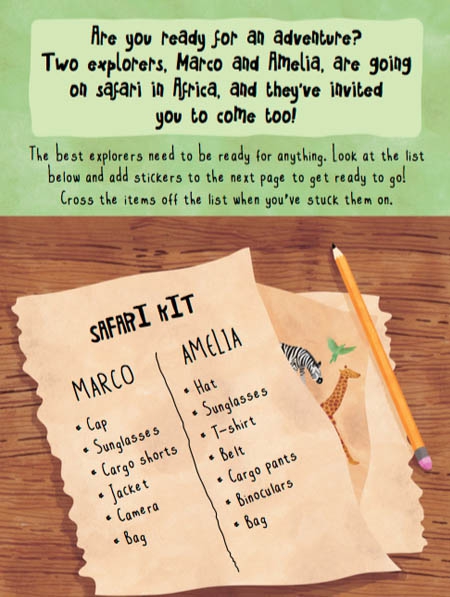 Are you ready for an adventure?
Two explorers, Marco and Amelia, are going
on safari in Africa, and they've invited
you to come too!
The best explorers need to be ready for anything. Look at the list
below and add stickers to the next page to get ready to go!
Cross the items off the list when you've stuck them on.
SAFARI KIT
MARCO
• Cap
• Sunglasses
• Cargo shorts
• Jacket
• Camera
• Bag
AMELIA
• Hat
• Sunglasses
• T-shirt
• Belt
• Cargo pants
• Binoculars
• Bag